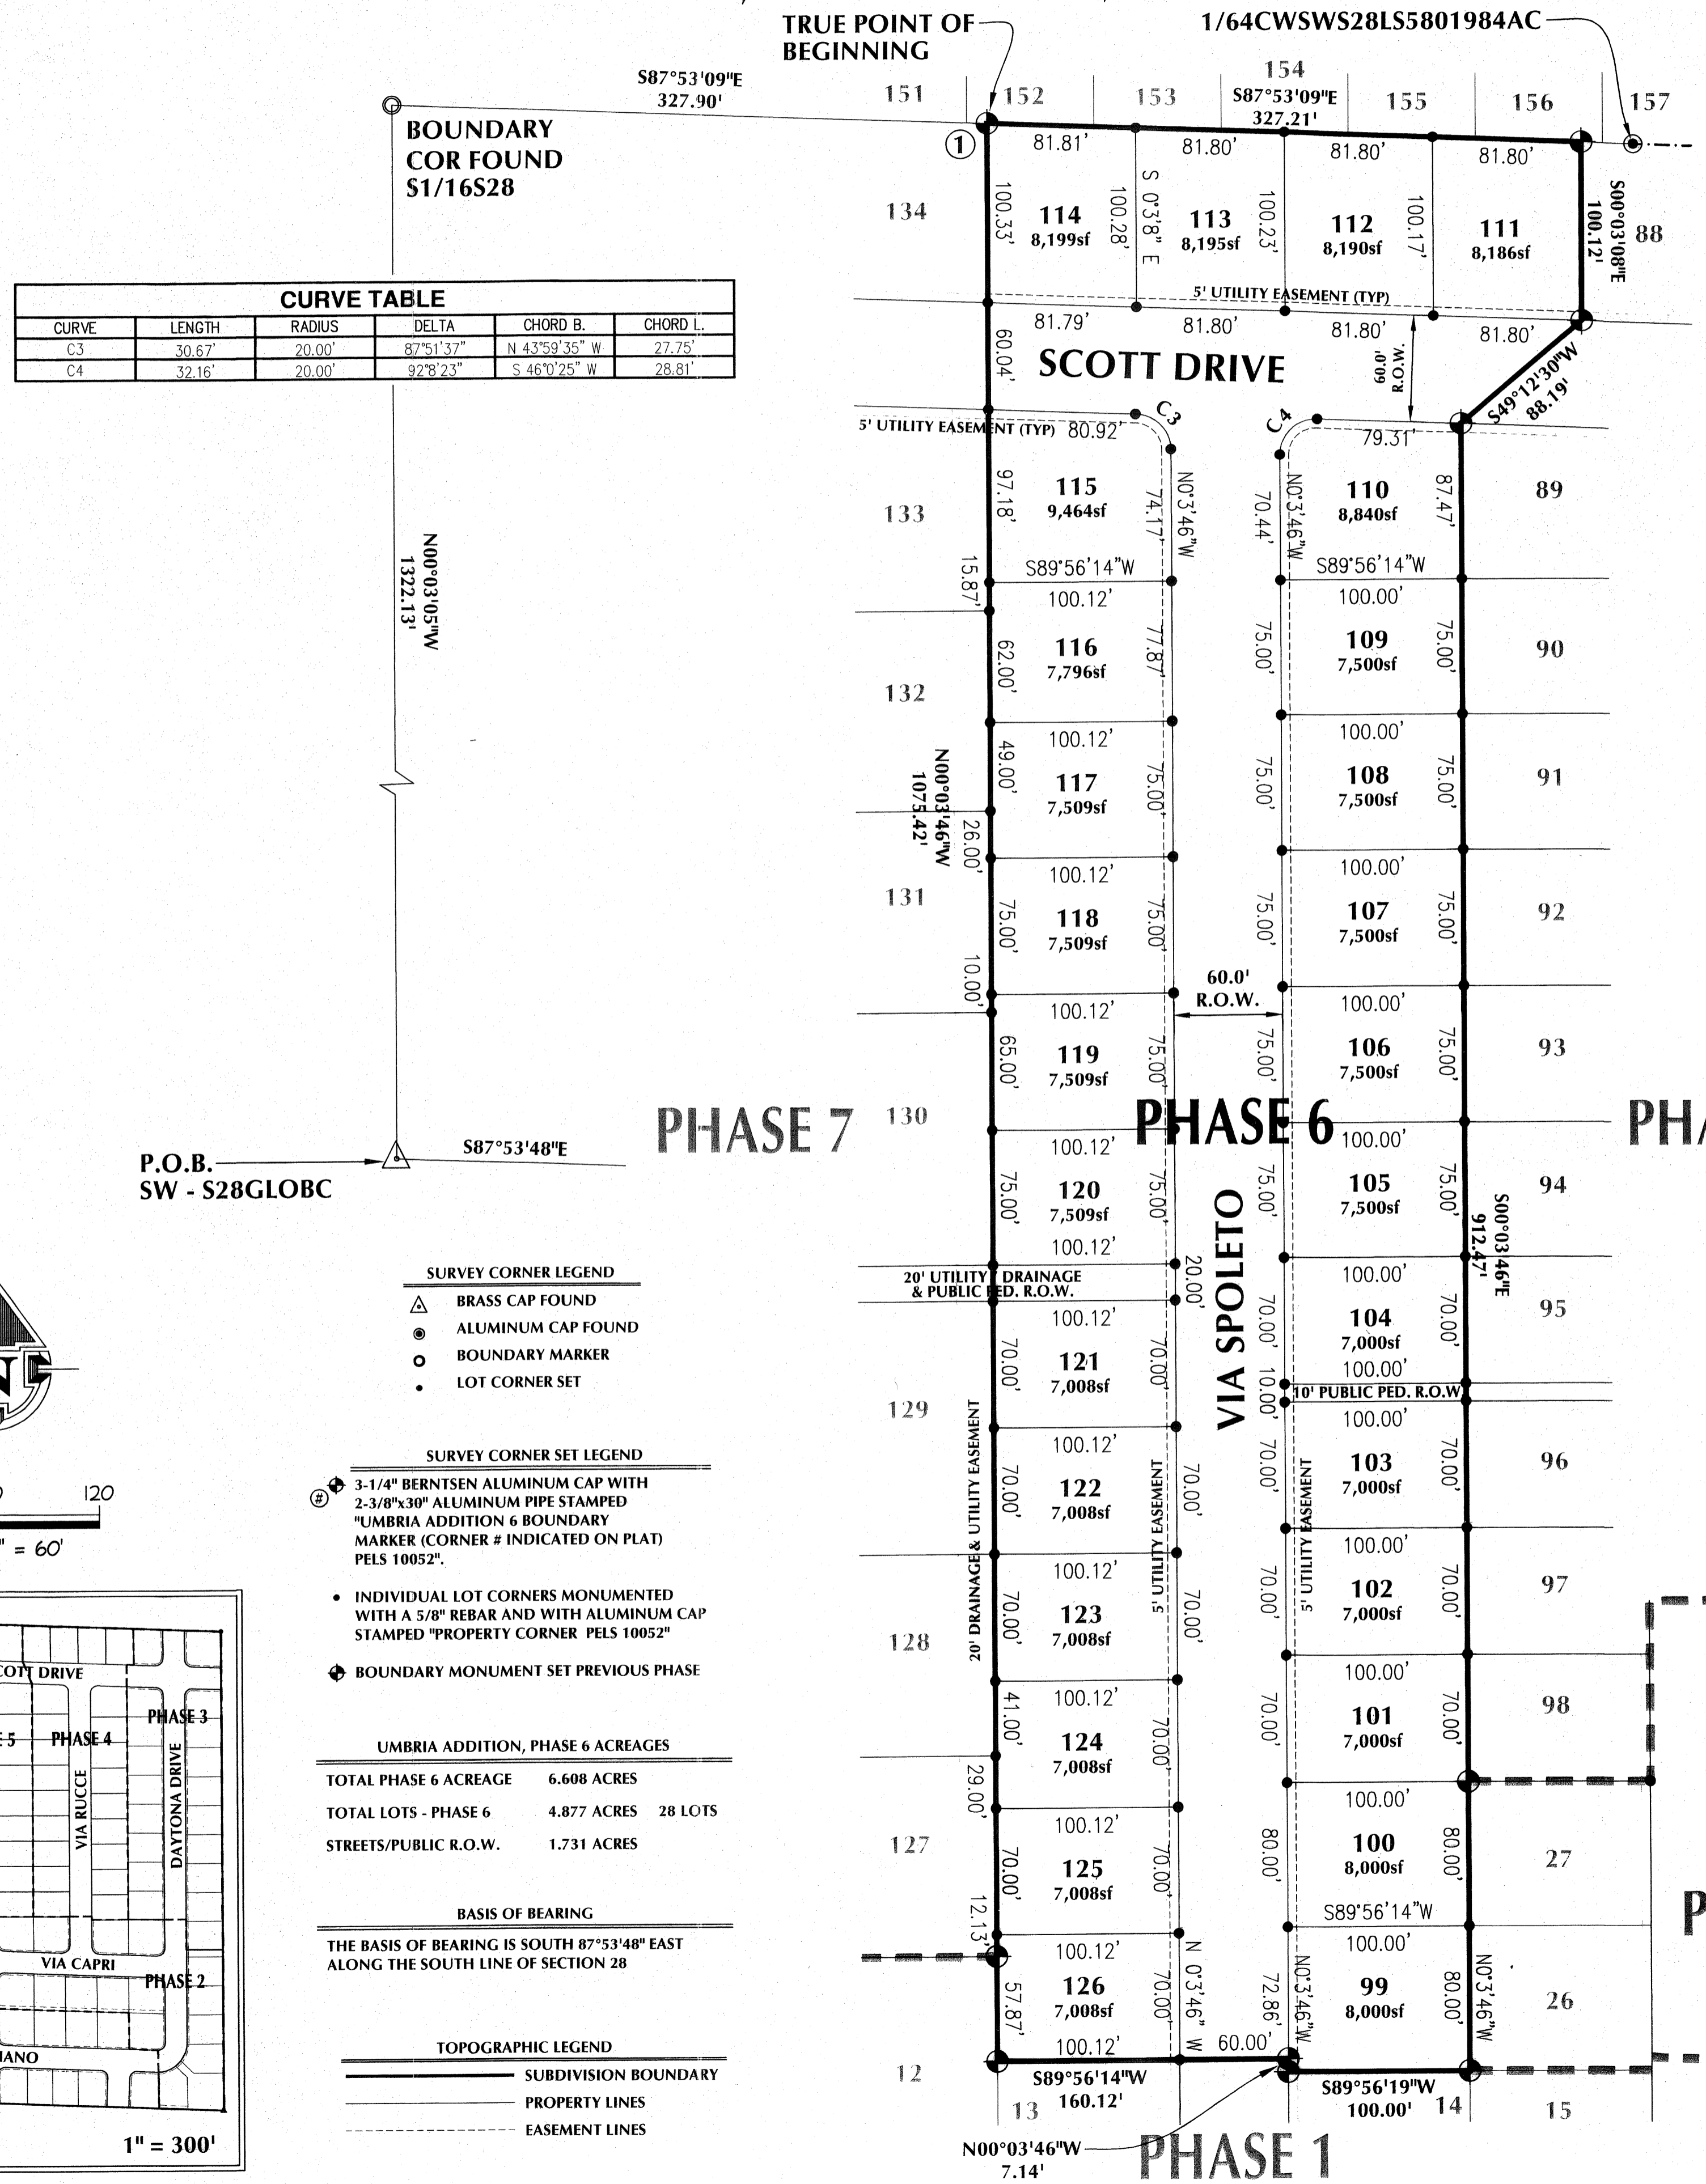 TRUE POINT OF
BEGINNING
1/64CWSWS28LS5801984AC
S87°53'09"E
327.90'
BOUNDARY
COR FOUND
S1/16S28
151
152
153
154
S87°53'09"E
327.21'
155
156
157
1
81.81'
81.80'
81.80'
81.80'
134
100.33'
114
8,199sf
100.28'
S 0°3'8" E
113
8,195sf
100.23'
112
8,190sf
100.17'
111
8,186sf
S00°03'08"E
100.12'
88
5' UTILITY EASEMENT (TYP)
81.79'
81.80'
81.80'
81.80'
CURVE TABLE
CURVE LENGTH RADIUS DELTA CHORD B. CHORD L.
C3 30.67' 20.00' 87°51'37" N 43°59'35" W 27.75'
C4 32.16' 20.00' 92°8'23" S 46°0'25" W 28.81'
60.04'
SCOTT DRIVE
60.0'
R.O.W.
S49°12'30"W
88.19'
5' UTILITY EASEMENT (TYP)
80.92'
C3
C4
79.31'
133
97.18'
115
9,464sf
74.17'
N0°3'46"W
70.44'
N0°3'46"W
110
8,840sf
87.47'
89
15.87'
S89°56'14"W
100.12'
S89°56'14"W
100.00'
N00°03'05"W
1322.13'
132
62.00'
116
7,796sf
77.87'
75.00'
109
7,500sf
75.00'
90
100.12'
100.00'
N00°03'46"W
1075.42'
49.00'
117
7,509sf
75.00'
75.00'
108
7,500sf
75.00'
91
26.00'
100.12'
100.00'
131
75.00'
118
7,509sf
75.00'
75.00'
107
7,500sf
75.00'
92
10.00'
100.12'
60.0'
R.O.W.
100.00'
65.00'
119
7,509sf
75.00'
75.00'
106
7,500sf
75.00'
93
PHASE 7
130
PHASE 6
PHA
100.12'
100.00'
P.O.B.
SW - S28GLOBC
S87°53'48"E
75.00'
120
7,509sf
75.00'
75.00'
105
7,500sf
75.00'
94
S00°03'46"E
912.47'
100.12'
100.00'
20' UTILITY / DRAINAGE
& PUBLIC PED. R.O.W.
20.00'
VIA SPOLETO
100.12'
70.00'
104
7,000sf
70.00'
95
100.00'
70.00'
121
7,008sf
70.00'
10.00'
10' PUBLIC PED. R.O.W.
100.00'
129
20' DRAINAGE & UTILITY EASEMENT
100.12'
70.00'
103
7,000sf
70.00'
96
70.00'
122
7,008sf
5' UTILITY EASEMENT
70.00'
5' UTILITY EASEMENT
100.12'
100.00'
128
70.00'
123
7,008sf
70.00'
70.00'
102
7,000sf
70.00'
97
100.12'
100.00'
41.00'
124
7,008sf
70.00'
70.00'
101
7,000sf
70.00'
98
29.00'
100.12'
100.00'
127
70.00'
125
7,008sf
70.00'
80.00'
100
8,000sf
80.00'
27
12.13'
S89°56'14"W
100.12'
100.00'
57.87'
126
7,008sf
70.00'
N 0°3'46" W
72.86'
N0°3'46"W
99
8,000sf
80.00'
N0°3'46"W
26
100.12'
60.00'
12
S89°56'14"W
160.12'
13
S89°56'19"W
100.00'
14
15
N00°03'46"W
7.14'
PHASE 1
P
SURVEY CORNER LEGEND
BRASS CAP FOUND
ALUMINUM CAP FOUND
BOUNDARY MARKER
LOT CORNER SET
SURVEY CORNER SET LEGEND
#
3-1/4" BERNTSEN ALUMINUM CAP WITH
2-3/8"x30" ALUMINUM PIPE STAMPED
"UMBRIA ADDITION 6 BOUNDARY
MARKER (CORNER # INDICATED ON PLAT)
PELS 10052".
INDIVIDUAL LOT CORNERS MONUMENTED
WITH A 5/8" REBAR AND WITH ALUMINUM CAP
STAMPED "PROPERTY CORNER PELS 10052"
BOUNDARY MONUMENT SET PREVIOUS PHASE
UMBRIA ADDITION, PHASE 6 ACREAGES
TOTAL PHASE 6 ACREAGE 6.608 ACRES
TOTAL LOTS - PHASE 6 4.877 ACRES 28 LOTS
STREETS/PUBLIC R.O.W. 1.731 ACRES
BASIS OF BEARING
THE BASIS OF BEARING IS SOUTH 87°53'48" EAST
ALONG THE SOUTH LINE OF SECTION 28
TOPOGRAPHIC LEGEND
SUBDIVISION BOUNDARY
PROPERTY LINES
EASEMENT LINES
120
" = 60'
COTT DRIVE
PHASE 3
E 5
PHASE 4
VIA RUCCE
DAYTONA DRIVE
VIA CAPRI
PHASE 2
IANO
1" = 300'